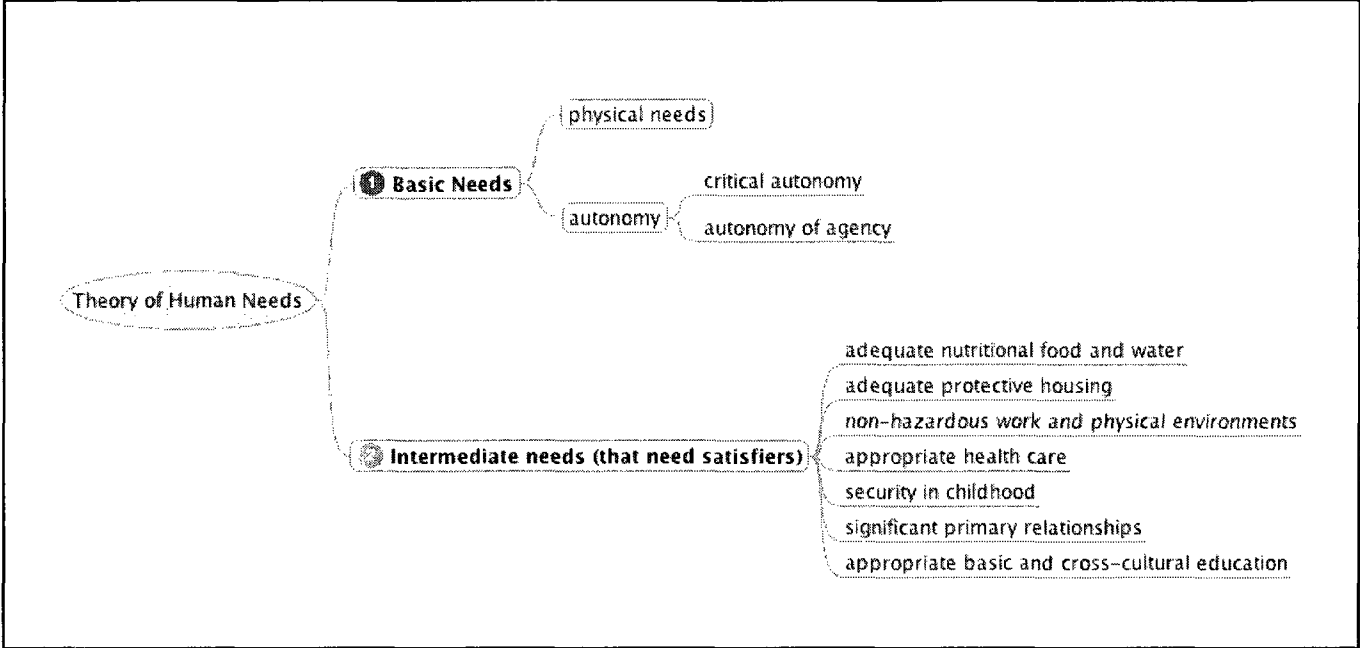 physical needs
1 Basic Needs
critical autonomy
autonomy
autonomy of agency
Theory of Human Needs
adequate nutritional food and water
adequate protective housing
non-hazardous work and physical environments
2 Intermediate needs (that need satisfiers)
appropriate health care
security in childhood
significant primary relationships
appropriate basic and cross-cultural education